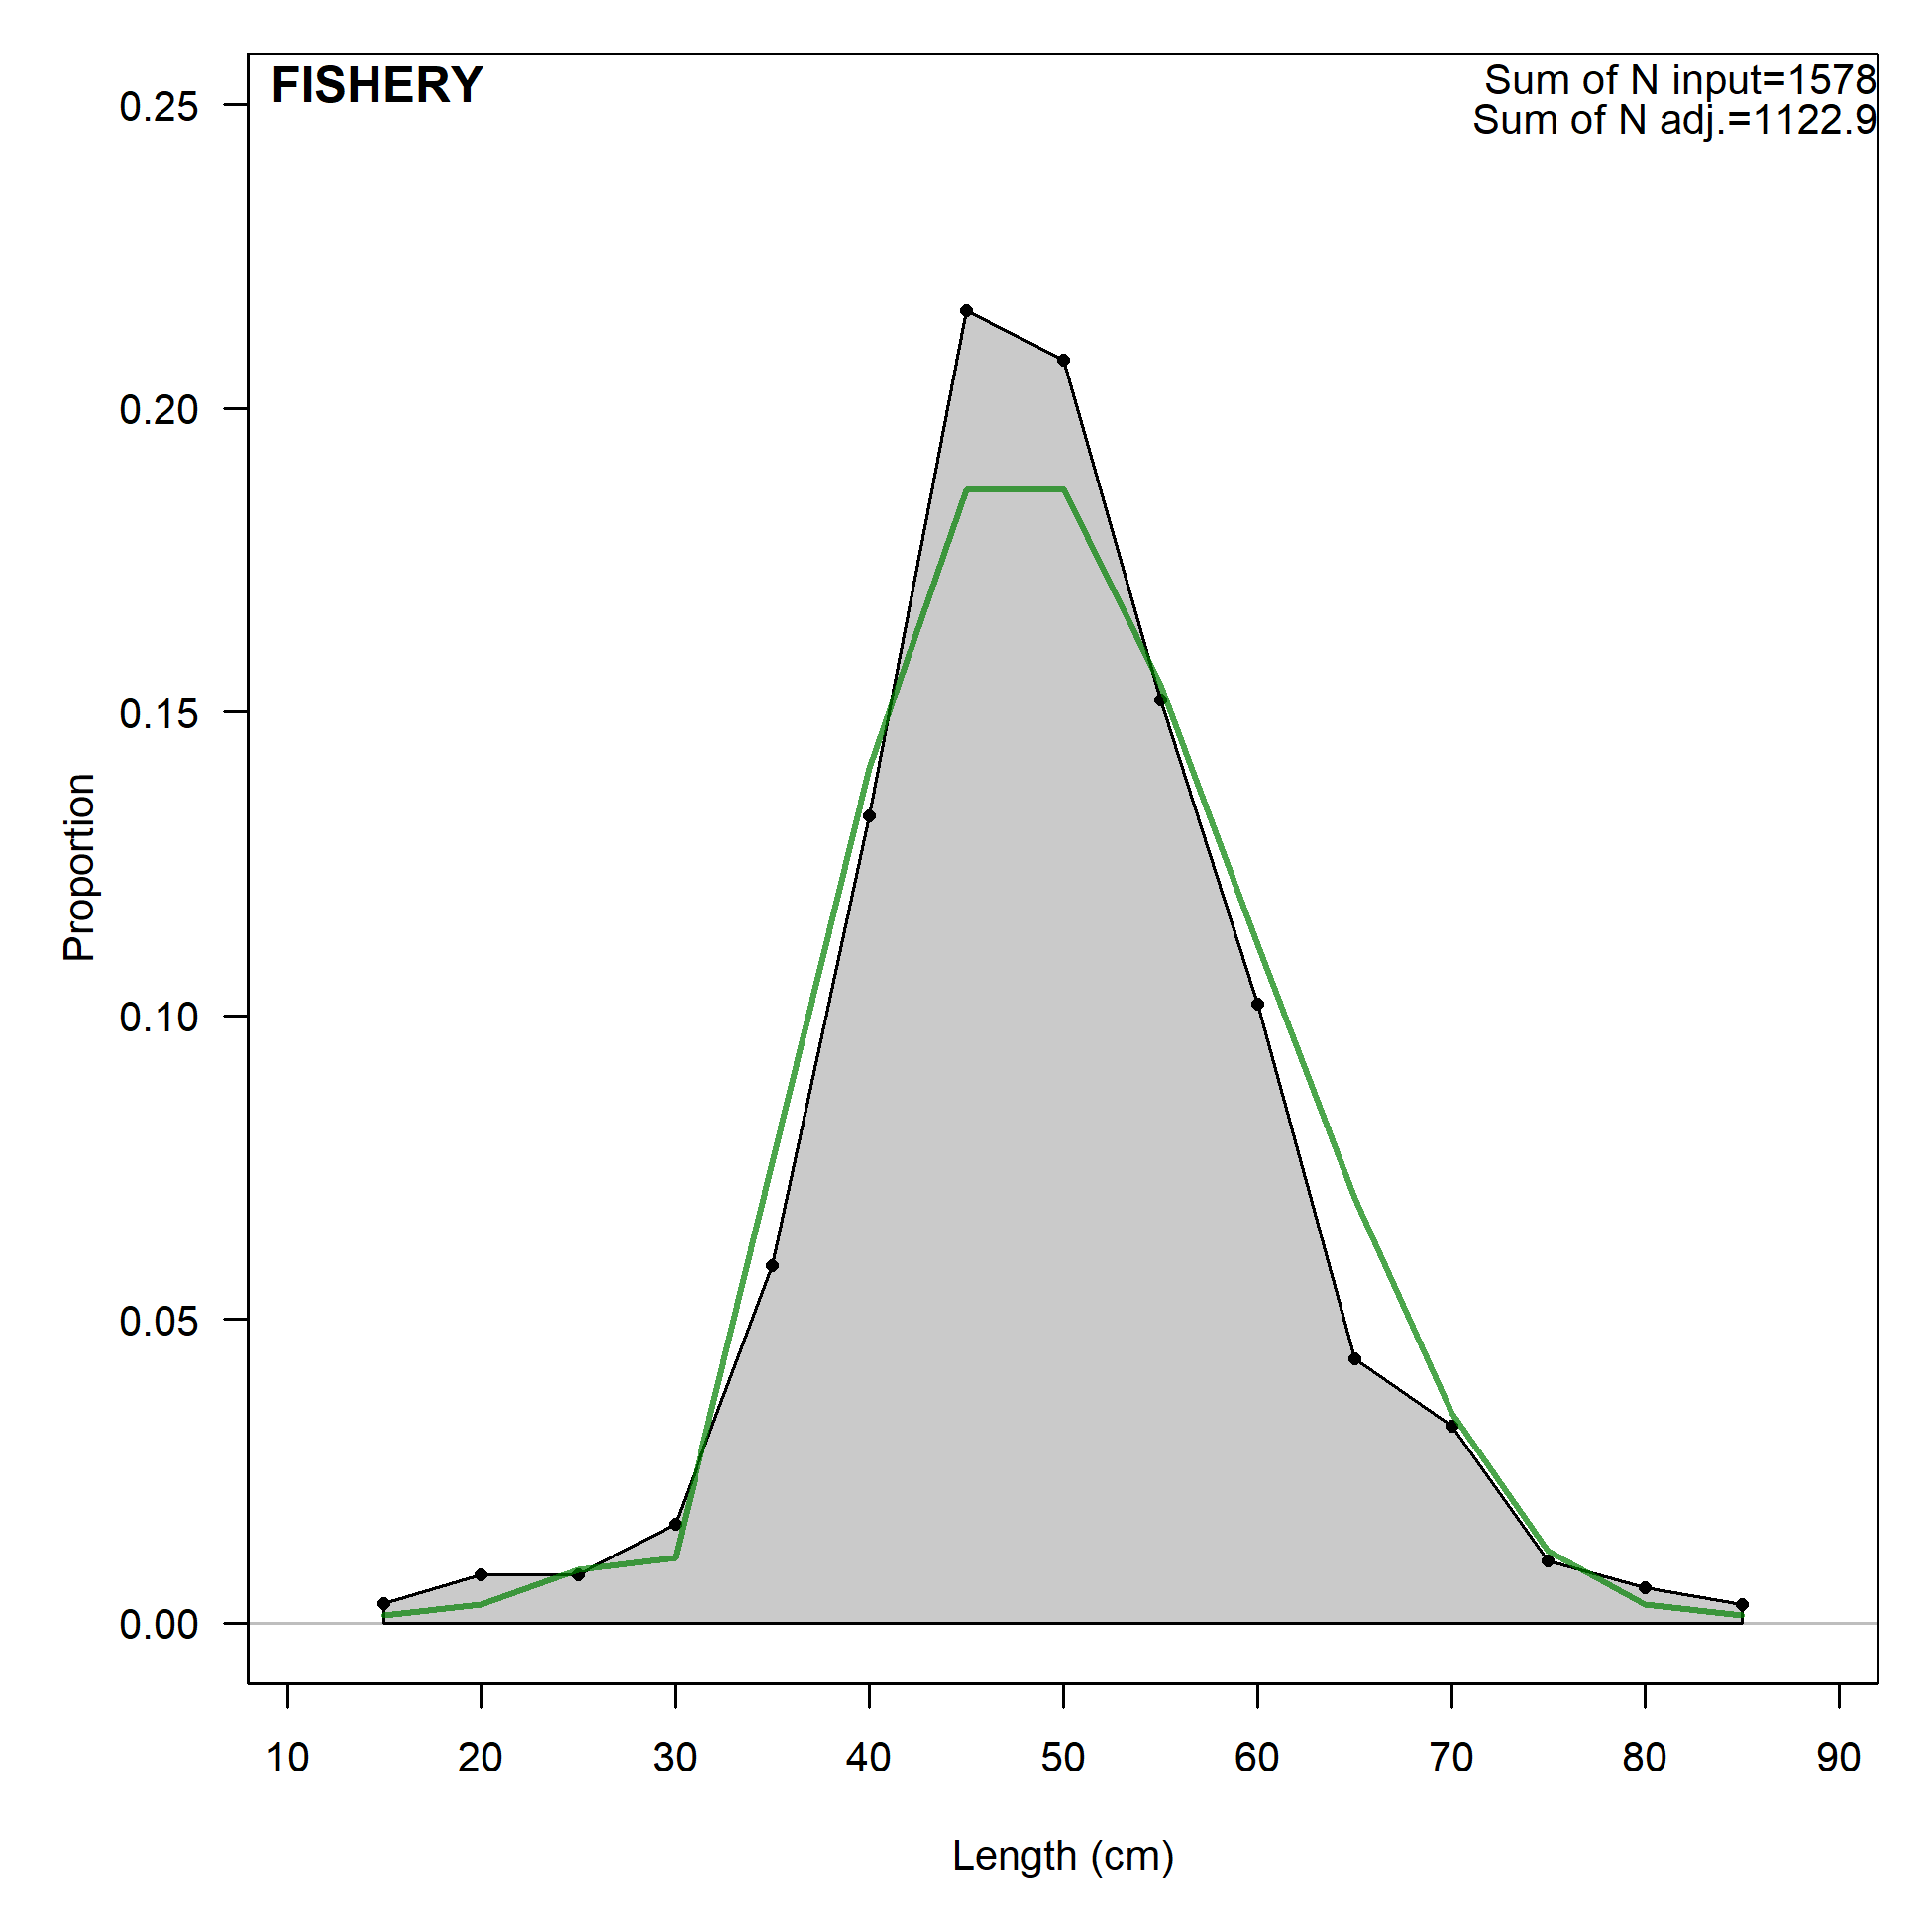 FISHERY
Sum of N input=1578
Sum of N adj.=1122.9
0.25
0.20
0.15
0.10
0.05
0.00
Proportion
10 20 30 40 50 60 70 80 90
Length (cm)